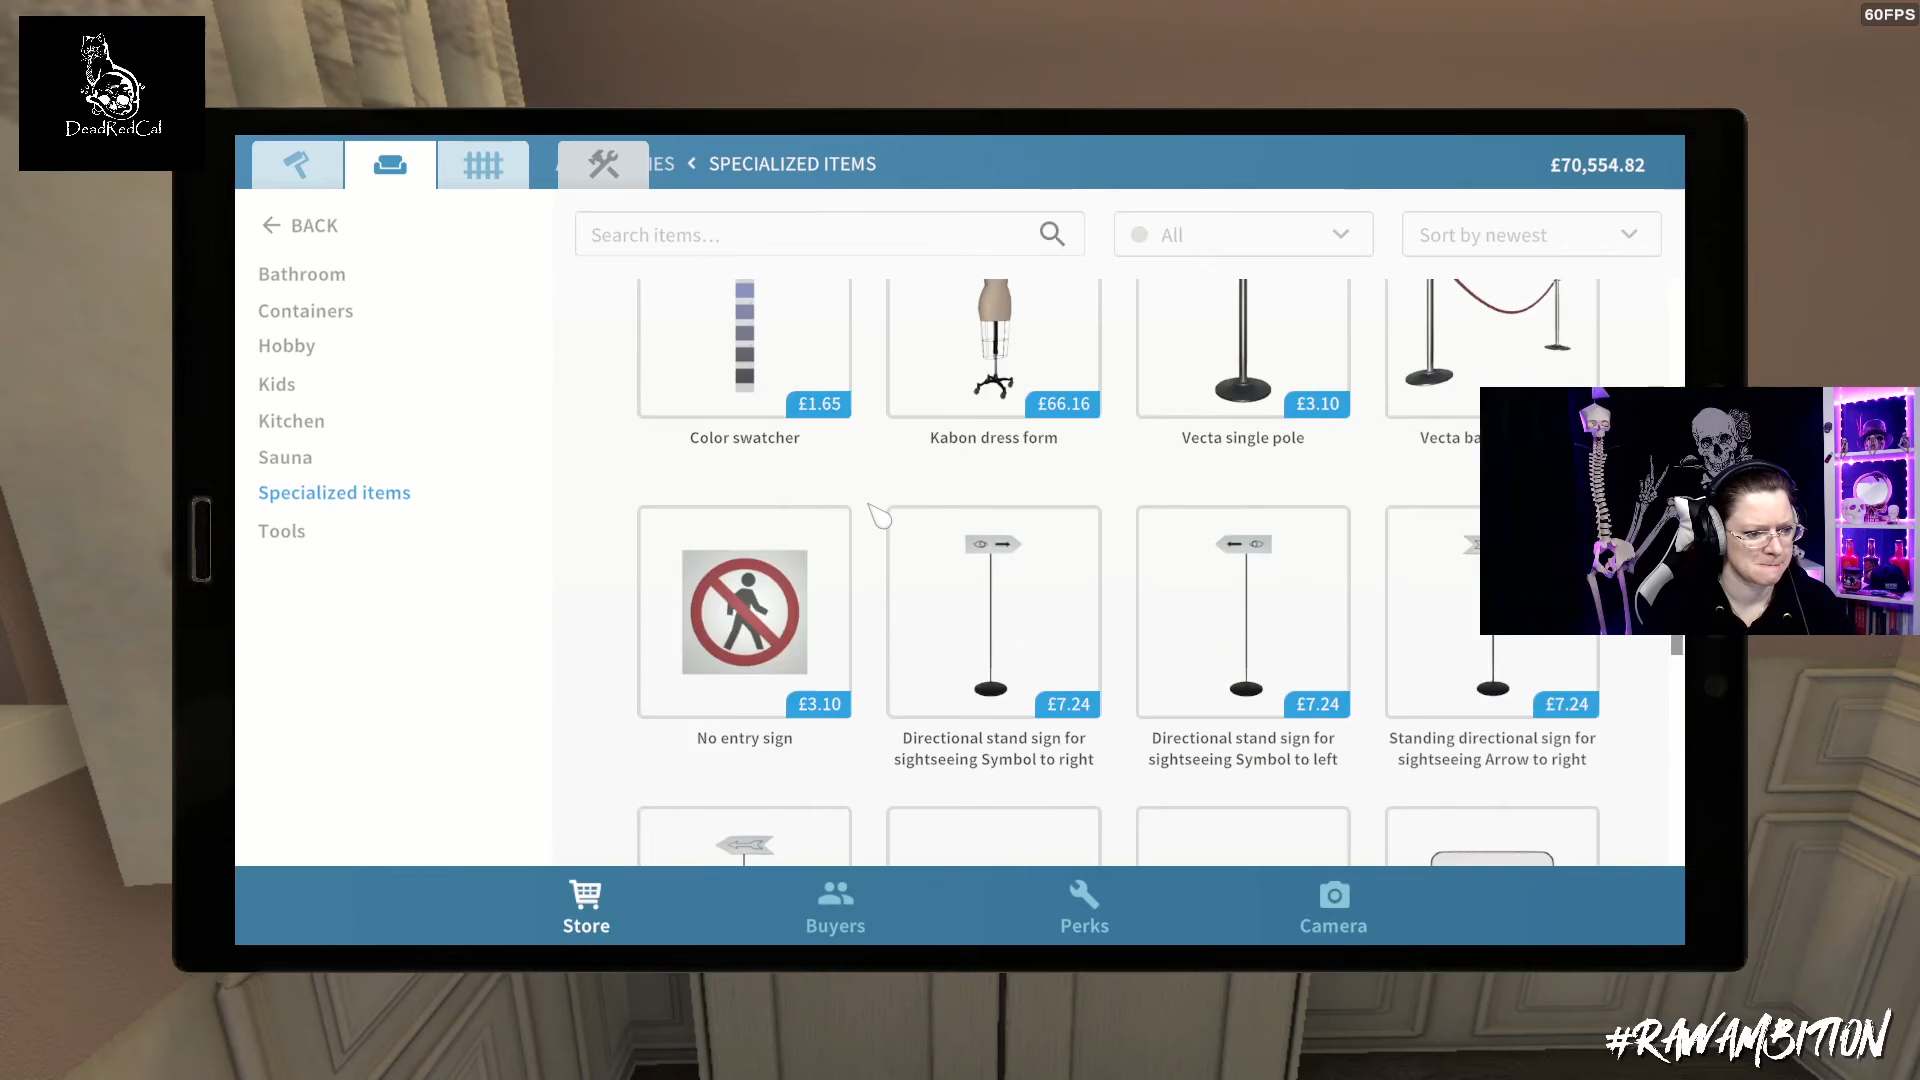 60FPS
DeadRedCal
IES < SPECIALIZED ITEMS
£70,554.82
BACK
Search items...
All
Sort by newest
Bathroom
Containers
Hobby
Kids
Kitchen
Sauna
Specialized items
Tools
£1.65
£66.16
£3.10
Color swatcher
Kabon dress form
Vecta single pole
Vecta ba
£3.10
£7.24
£7.24
£7.24
No entry sign
Directional stand sign for
sightseeing Symbol to right
Directional stand sign for
sightseeing Symbol to left
Standing directional sign for
sightseeing Arrow to right
Store
Buyers
Perks
Camera
#RAWAMBITION